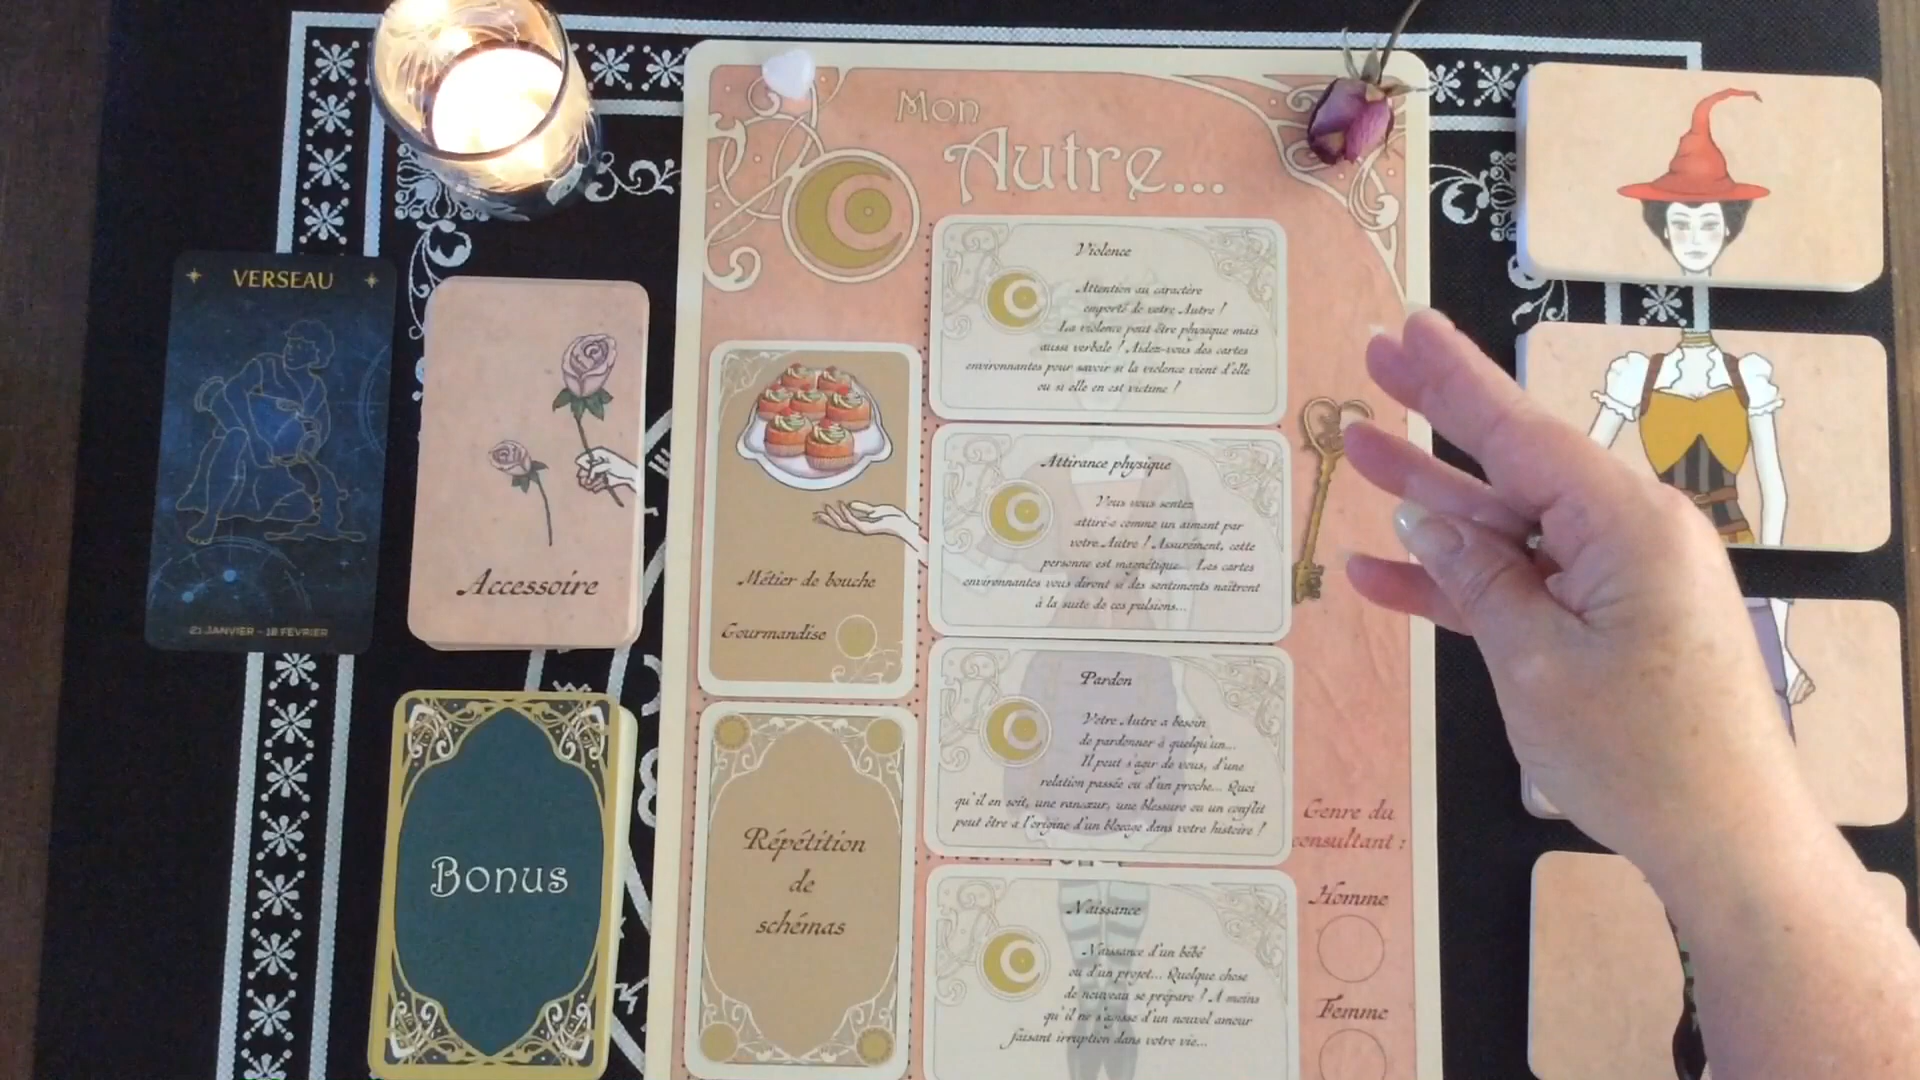 Mon
Autre...
VERSEAU
21 JANVIER - 18 FÉVRIER
Accessoire
Bonus
Métier de bouche
Gourmandise
Répétition
de
schémas
Violence
Attention au caractère
emporté de votre Autre !
La violence peut être physique mais
aussi verbale ! Aidez-vous des cartes
environnantes pour savoir si la violence vient d'elle
ou si elle en est victime !
Attirance physique
Vous vous sentez
attiré·e comme un aimant par
votre Autre ! Assurément, cette
personne est magnétique... Les cartes
environnantes vous diront si des sentiments naîtront
à la suite de ces pulsions...
Pardon
Votre Autre a besoin
de pardonner à quelqu'un...
Il peut s'agir de vous, d'une
relation passée ou d'un proche... Quoi
qu'il en soit, une rancœur, une blessure ou un conflit
peut être a l'origine d'un blocage dans votre histoire !
Naissance
Naissance d'un bébé
ou d'un projet... Quelque chose
de nouveau se prépare ! A moins
qu'il ne s'agisse d'un nouvel amour
faisant irruption dans votre vie...
Genre du
consultant :
Homme
Femme